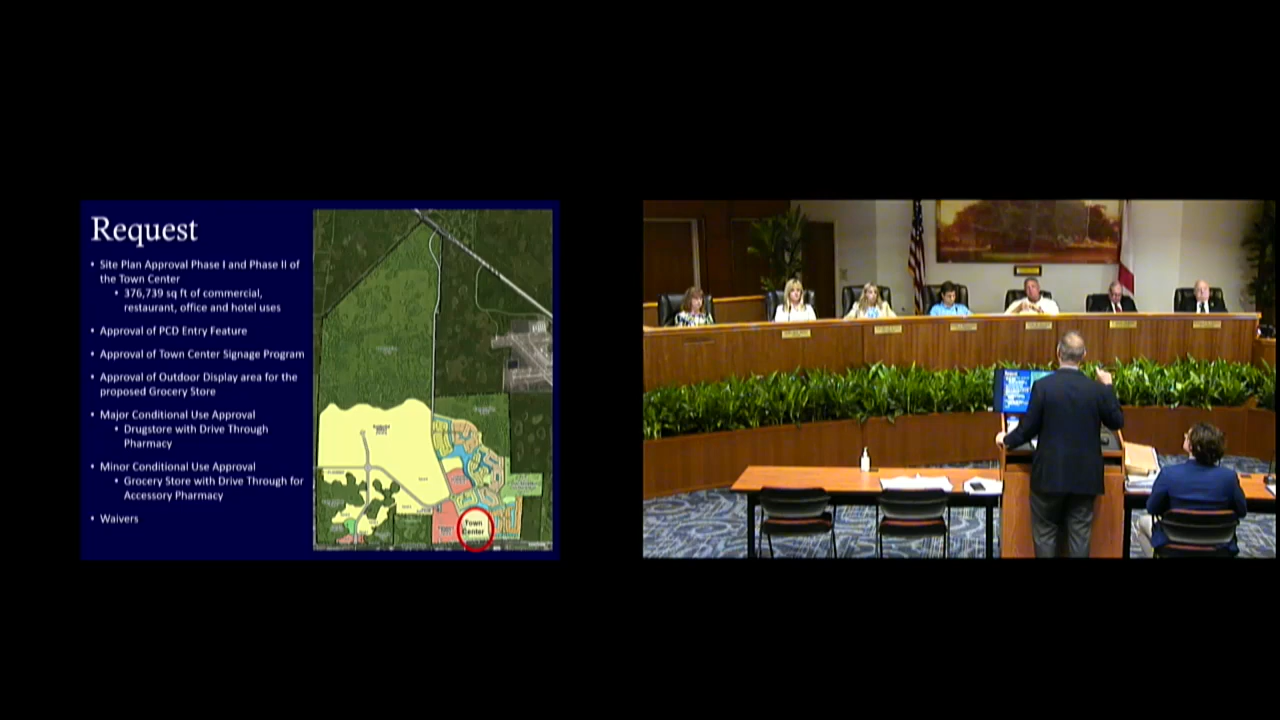 Request
• Site Plan Approval Phase I and Phase II of
the Town Center
• 376,739 sq ft of commercial,
restaurant, office and hotel uses
• Approval of PCD Entry Feature
• Approval of Town Center Signage Program
• Approval of Outdoor Display area for the
proposed Grocery Store
• Major Conditional Use Approval
• Drugstore with Drive Through
Pharmacy
• Minor Conditional Use Approval
• Grocery Store with Drive Through for
Accessory Pharmacy
• Waivers
Town
Center